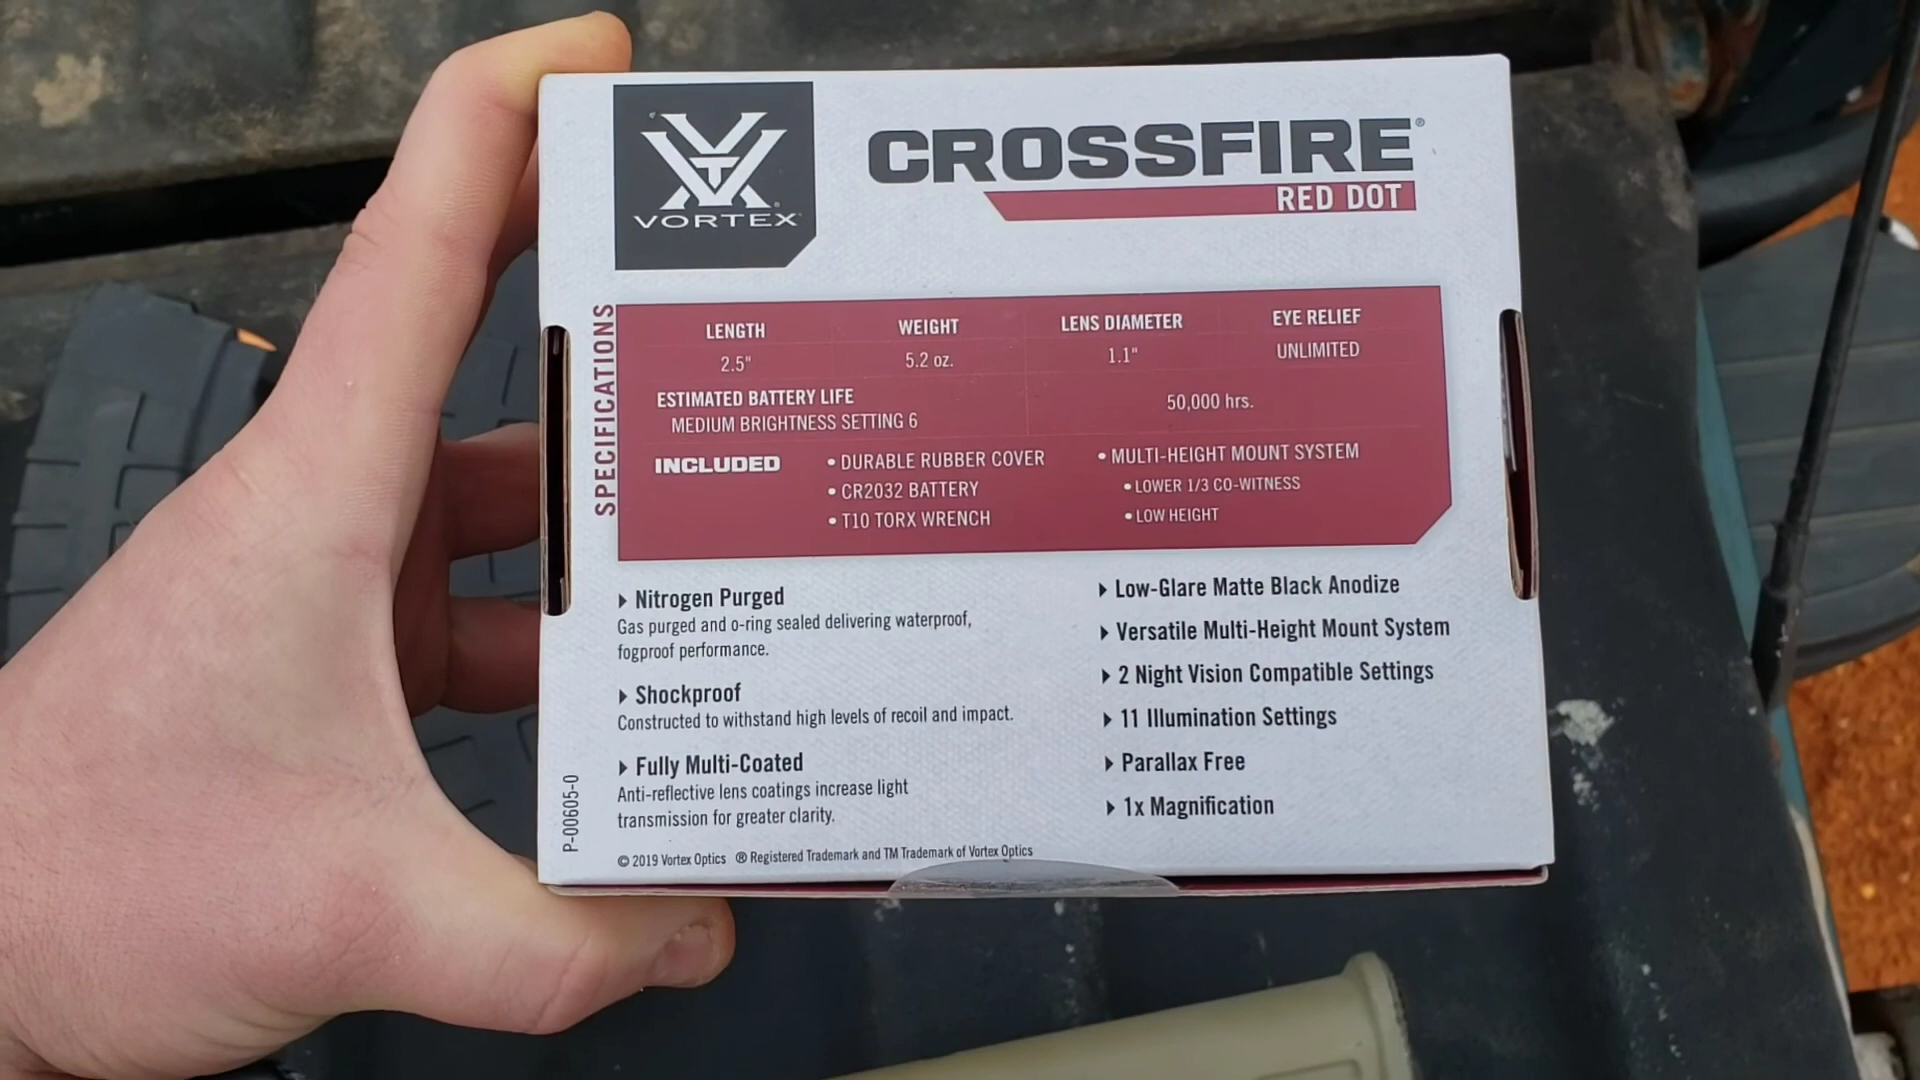 VORTEX
CROSSFIRE®
RED DOT
SPECIFICATIONS
LENGTH WEIGHT LENS DIAMETER EYE RELIEF
2.5" 5.2 oz. 1.1" UNLIMITED
ESTIMATED BATTERY LIFE
MEDIUM BRIGHTNESS SETTING 6
50,000 hrs.
INCLUDED
• DURABLE RUBBER COVER
• CR2032 BATTERY
• T10 TORX WRENCH
• MULTI-HEIGHT MOUNT SYSTEM
• LOWER 1/3 CO-WITNESS
• LOW HEIGHT
Nitrogen Purged
Gas purged and o-ring sealed delivering waterproof,
fogproof performance.
Shockproof
Constructed to withstand high levels of recoil and impact.
Fully Multi-Coated
Anti-reflective lens coatings increase light
transmission for greater clarity.
Low-Glare Matte Black Anodize
Versatile Multi-Height Mount System
2 Night Vision Compatible Settings
11 Illumination Settings
Parallax Free
1x Magnification
P-00605-0
© 2019 Vortex Optics ® Registered Trademark and TM Trademark of Vortex Optics